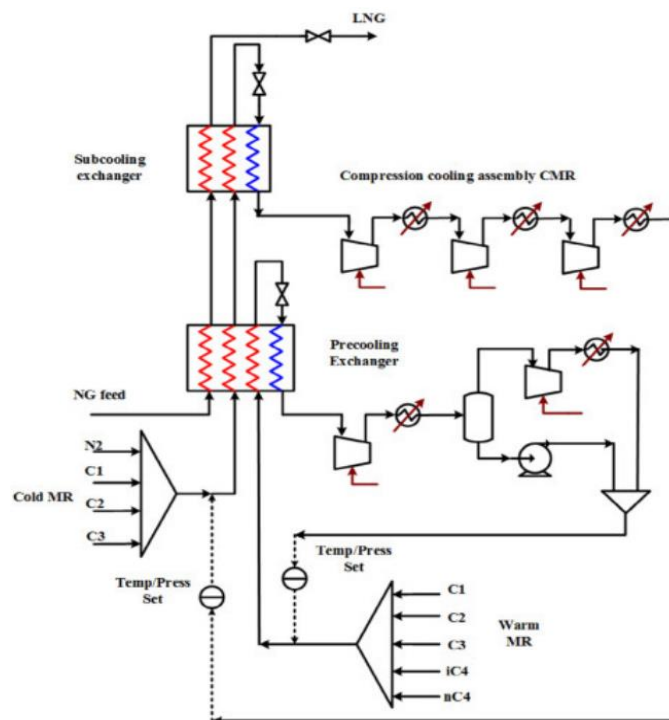 LNG
Subcooling
exchanger
Compression cooling assembly CMR
Precooling
Exchanger
NG feed
N2
C1
Cold MR
C2
C3
Temp/Press
Set
Temp/Press
Set
C1
C2
C3
Warm
MR
iC4
nC4